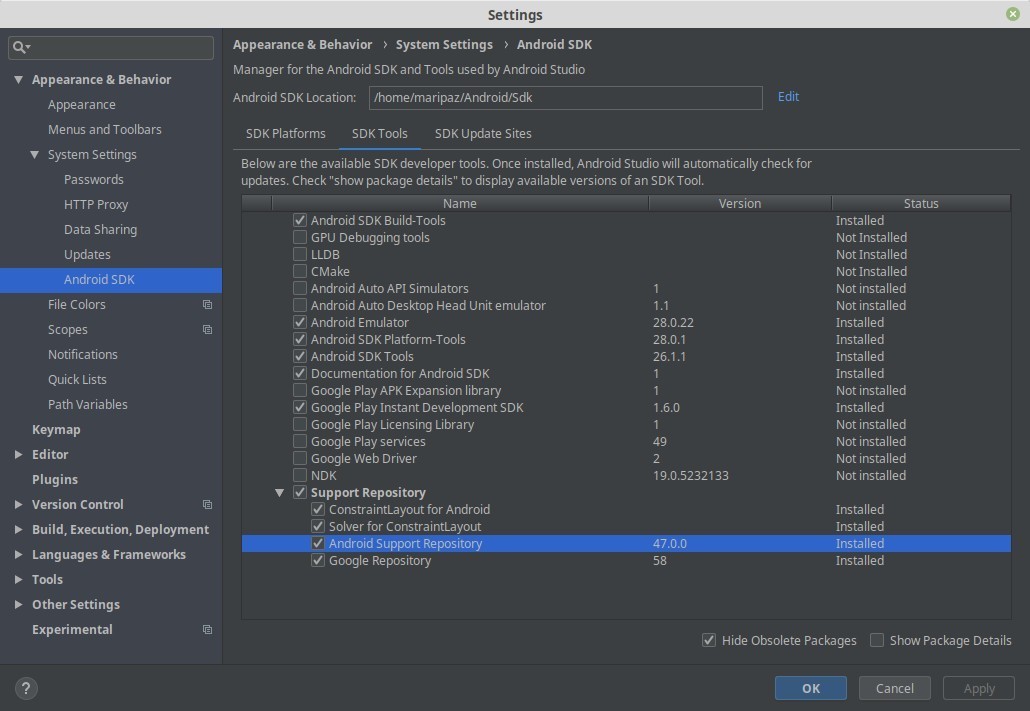 Settings
Appearance & Behavior
Appearance
Menus and Toolbars
System Settings
Passwords
HTTP Proxy
Data Sharing
Updates
Android SDK
File Colors
Scopes
Notifications
Quick Lists
Path Variables
Keymap
Editor
Plugins
Version Control
Build, Execution, Deployment
Languages & Frameworks
Tools
Other Settings
Experimental
Appearance & Behavior › System Settings › Android SDK
Manager for the Android SDK and Tools used by Android Studio
Android SDK Location: /home/maripaz/Android/Sdk Edit
SDK Platforms SDK Tools SDK Update Sites
Below are the available SDK developer tools. Once installed, Android Studio will automatically check for
updates. Check "show package details" to display available versions of an SDK Tool.
Name Version Status
Android SDK Build-Tools Installed
GPU Debugging tools Not Installed
LLDB Not Installed
CMake Not Installed
Android Auto API Simulators 1 Not installed
Android Auto Desktop Head Unit emulator 1.1 Not installed
Android Emulator 28.0.22 Installed
Android SDK Platform-Tools 28.0.1 Installed
Android SDK Tools 26.1.1 Installed
Documentation for Android SDK 1 Installed
Google Play APK Expansion library 1 Not installed
Google Play Instant Development SDK 1.6.0 Installed
Google Play Licensing Library 1 Not installed
Google Play services 49 Not installed
Google Web Driver 2 Not installed
NDK 19.0.5232133 Not installed
Support Repository
ConstraintLayout for Android Installed
Solver for ConstraintLayout Installed
Android Support Repository 47.0.0 Installed
Google Repository 58 Installed
Hide Obsolete Packages Show Package Details
? OK Cancel Apply